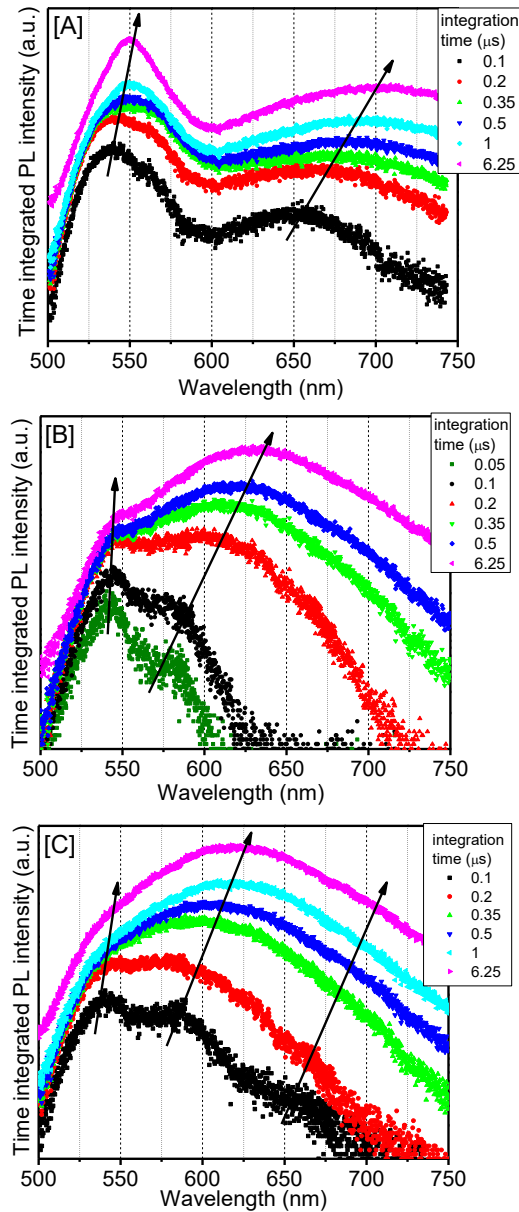 [A]
integration
time (μs)
0.1
0.2
0.35
0.5
1
6.25
Time integrated PL intensity (a.u.)
500 550 600 650 700 750
Wavelength (nm)
[B]
integration
time (μs)
0.05
0.1
0.2
0.35
0.5
6.25
Time integrated PL intensity (a.u.)
500 550 600 650 700 750
Wavelength (nm)
[C]
integration
time (μs)
0.1
0.2
0.35
0.5
1
6.25
Time integrated PL intensity (a.u.)
500 550 600 650 700 750
Wavelength (nm)